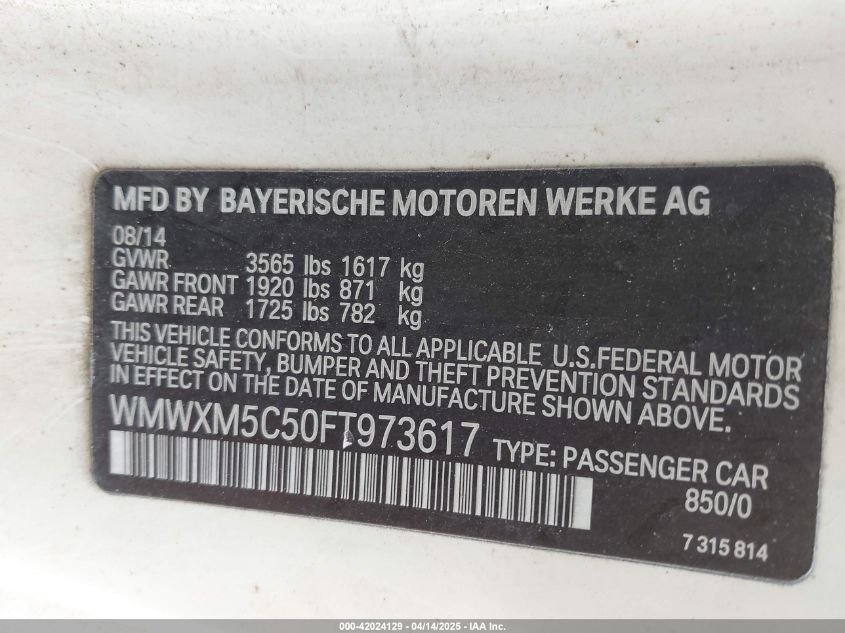 MFD BY BAYERISCHE MOTOREN WERKE AG
08/14
GVWR 3565 lbs 1617 kg
GAWR FRONT 1920 lbs 871 kg
GAWR REAR 1725 lbs 782 kg
THIS VEHICLE CONFORMS TO ALL APPLICABLE U.S.FEDERAL MOTOR
VEHICLE SAFETY, BUMPER AND THEFT PREVENTION STANDARDS
IN EFFECT ON THE DATE OF MANUFACTURE SHOWN ABOVE.
WMWXM5C50FT973617 TYPE: PASSENGER CAR
850/0
7 315 814
000-42024129 - 04/14/2025 - IAA Inc.